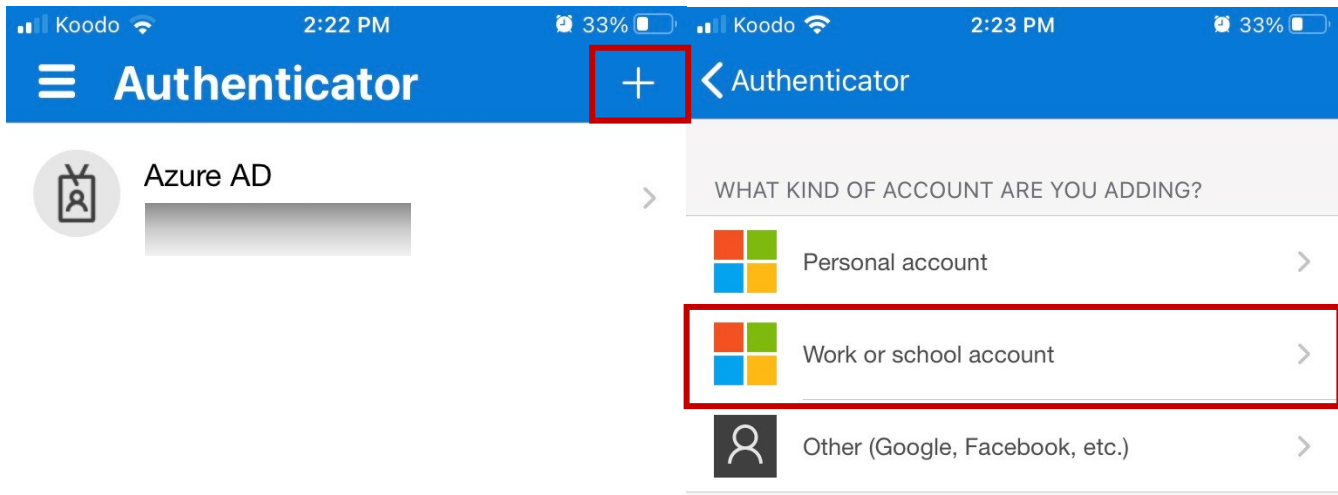 Koodo 2:22 PM 33%
Authenticator
Azure AD
Koodo 2:23 PM 33%
Authenticator
WHAT KIND OF ACCOUNT ARE YOU ADDING?
Personal account
Work or school account
Other (Google, Facebook, etc.)